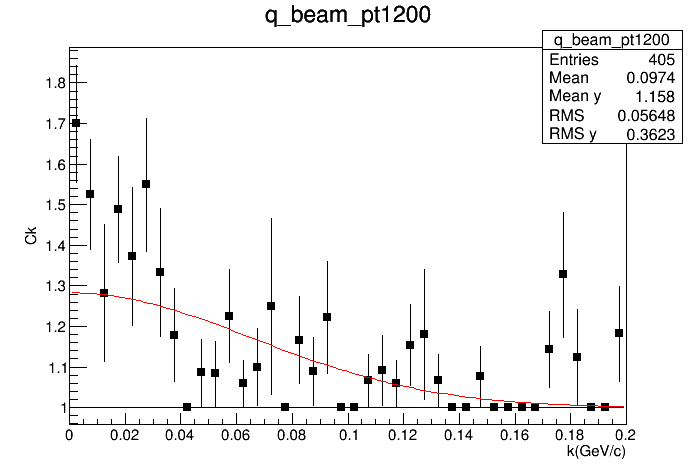 q_beam_pt1200
q_beam_pt1200
Entries 405
Mean 0.0974
Mean y 1.158
RMS 0.05648
RMS y 0.3623
Ck
1.8
1.7
1.6
1.5
1.4
1.3
1.2
1.1
1
0 0.02 0.04 0.06 0.08 0.1 0.12 0.14 0.16 0.18 0.2
k(GeV/c)